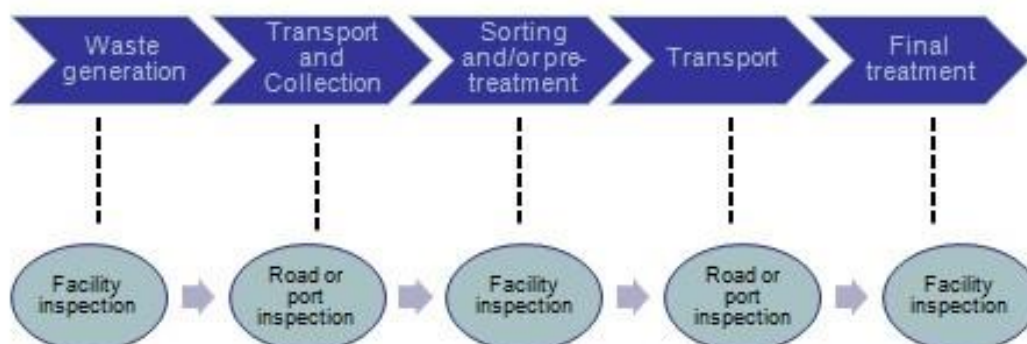 Waste
generation
Transport
and
Collection
Sorting
and/or pre-
treatment
Transport
Final
treatment
Facility
inspection
Road or
port
inspection
Facility
inspection
Road or
port
inspection
Facility
inspection